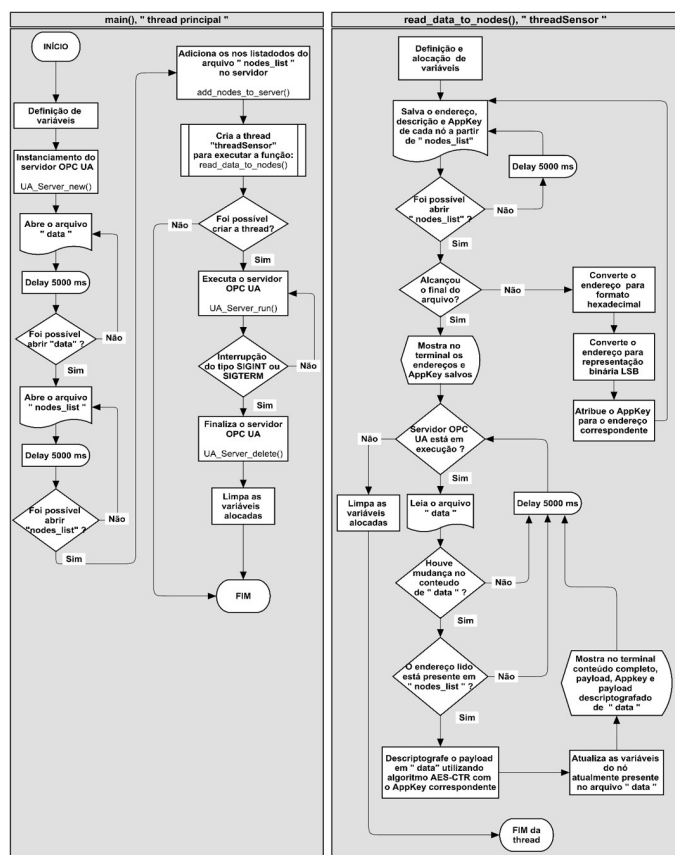 main(), " thread principal "
INÍCIO
Definição de
variáveis
Instanciamento do
servidor OPC UA
UA_Server_new()
Abre o arquivo
" data "
Delay 5000 ms
Foi possível
abrir "data" ?
Não
Sim
Abre o arquivo
" nodes_list "
Delay 5000 ms
Foi possível
abrir
"nodes_list" ?
Não
Sim
Adiciona os nos listadodos do
arquivo " nodes_list "
no servidor
add_nodes_to_server()
Cria a thread
"threadSensor"
para executar a função:
read_data_to_nodes()
Não
Foi possível
criar a thread?
Sim
Executa o servidor
OPC UA
UA_Server_run()
Interrupção
do tipo SIGINT ou
SIGTERM
Não
Sim
Finaliza o servidor
OPC UA
UA_Server_delete()
Limpa as
variáveis
alocadas
FIM
read_data_to_nodes(), " threadSensor "
Definição e
alocação de
variáveis
Salva o endereço,
descrição e AppKey
de cada nó a partir
de " nodes_list"
Delay 5000 ms
Foi possível
abrir
"nodes_list" ?
Não
Sim
Alcançou
o final do
arquivo?
Não
Sim
Converte o
endereço para
formato
hexadecimal
Converte o
endereço para
representação
binária LSB
Atribue o AppKey
para o endereço
correspondente
Mostra no
terminal os
endereços e
AppKey salvos
Não
Servidor OPC
UA está em
execução ?
Sim
Limpa as
variáveis
alocadas
Leia o arquivo
" data "
Delay 5000 ms
Houve
mudança no
conteudo
de " data " ?
Não
Sim
O endereço lido
está presente em
" nodes_list " ?
Não
Sim
Mostra no terminal
conteúdo completo,
payload, Appkey e
payload
descriptografado
de " data "
Descriptografe o payload
em " data" utilizando
algoritmo AES-CTR com
o AppKey correspondente
Atualiza as variáveis
do nó
atualmente presente
no arquivo " data "
FIM da
thread